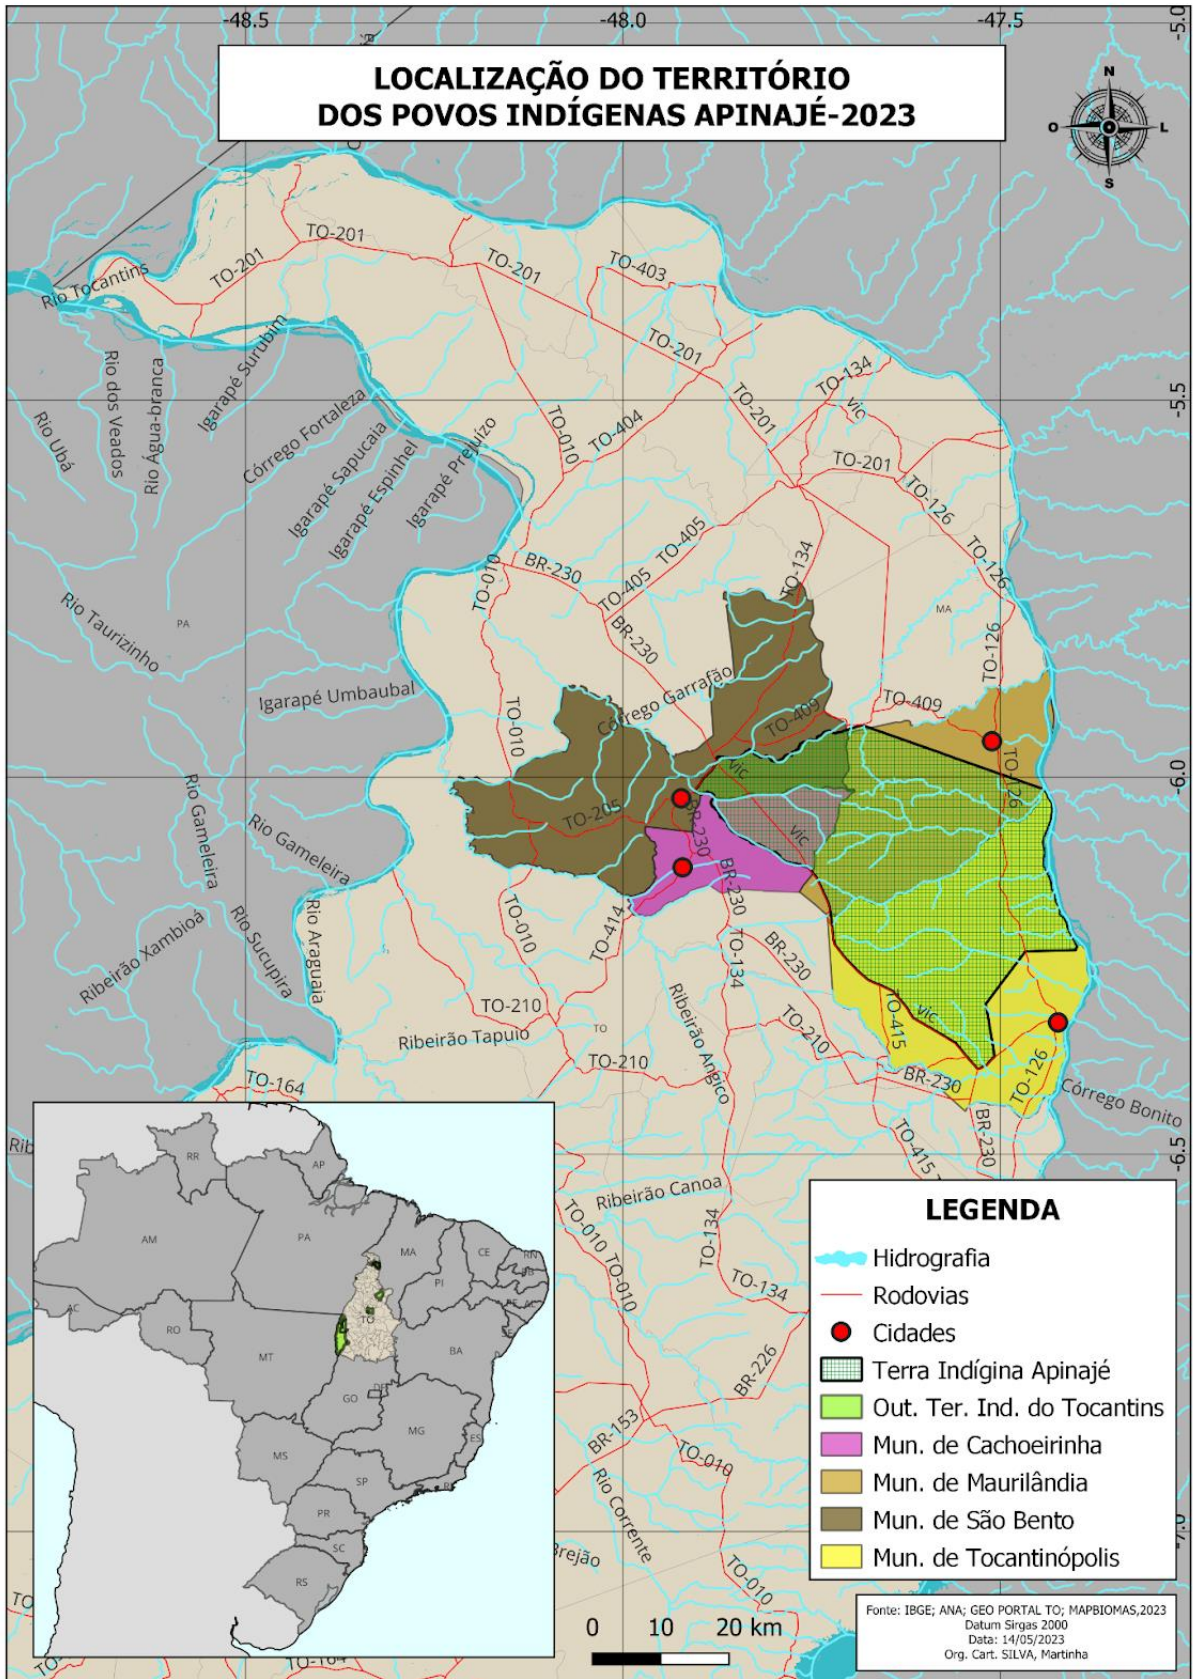 -48.5
-48.0
-47.5
-5.0
LOCALIZAÇÃO DO TERRITÓRIO
DOS POVOS INDÍGENAS APINAJÉ-2023
N
O
L
S
TO-201
TO-201
TO-201
TO-403
Rio Tocantins
TO-201
TO-134
vic
TO-201
Igarapé Surubim
Rio dos Veados
Rio Água-branca
Rio Ubá
Córrego Fortaleza
Igarapé Sapucaia
Igarapé Espinhel
Igarapé Prejuízo
TO-010
TO-404
-5.5
TO-201
TO-126
TO-405
TO-126
TO-134
BR-230
TO-405
TO-010
BR-230
Rio Taurizinho
PA
MA
TO-126
Igarapé Umbaubal
Córrego Garrafão
TO-409
TO-409
TO-010
vic
-6.0
TO-126
TO-205
BR-230
vic
Rio Gameleira
Rio Gameleira
BR-230
TO-414
TO-010
TO-134
BR-230
Ribeirão Xambioá
Rio Sucupira
Rio Araguaia
TO-210
Ribeirão Tapuio
TO
Ribeirão Angico
TO-210
TO-415
vic
TO-210
BR-230
TO-126
Córrego Bonito
TO-164
TO-415
BR-230
-6.5
Ribeirão Canoa
TO-010
TO-010
TO-134
TO-134
BR-226
BR-153
TO-010
Rio Corrente
TO-010
RR
AP
AM
PA
MA
CE
RN
PI
AC
RO
TO
MT
BA
SE
GO
DF
MG
ES
MS
SP
PR
SC
RS
LEGENDA
Hidrografia
Rodovias
Cidades
Terra Indígina Apinajé
Out. Ter. Ind. do Tocantins
Mun. de Cachoeirinha
Mun. de Maurilândia
Mun. de São Bento
Mun. de Tocantinópolis
0 10 20 km
Fonte: IBGE; ANA; GEO PORTAL TO; MAPBIOMAS,2023
Datum Sirgas 2000
Data: 14/05/2023
Org. Cart. SILVA, Martinha